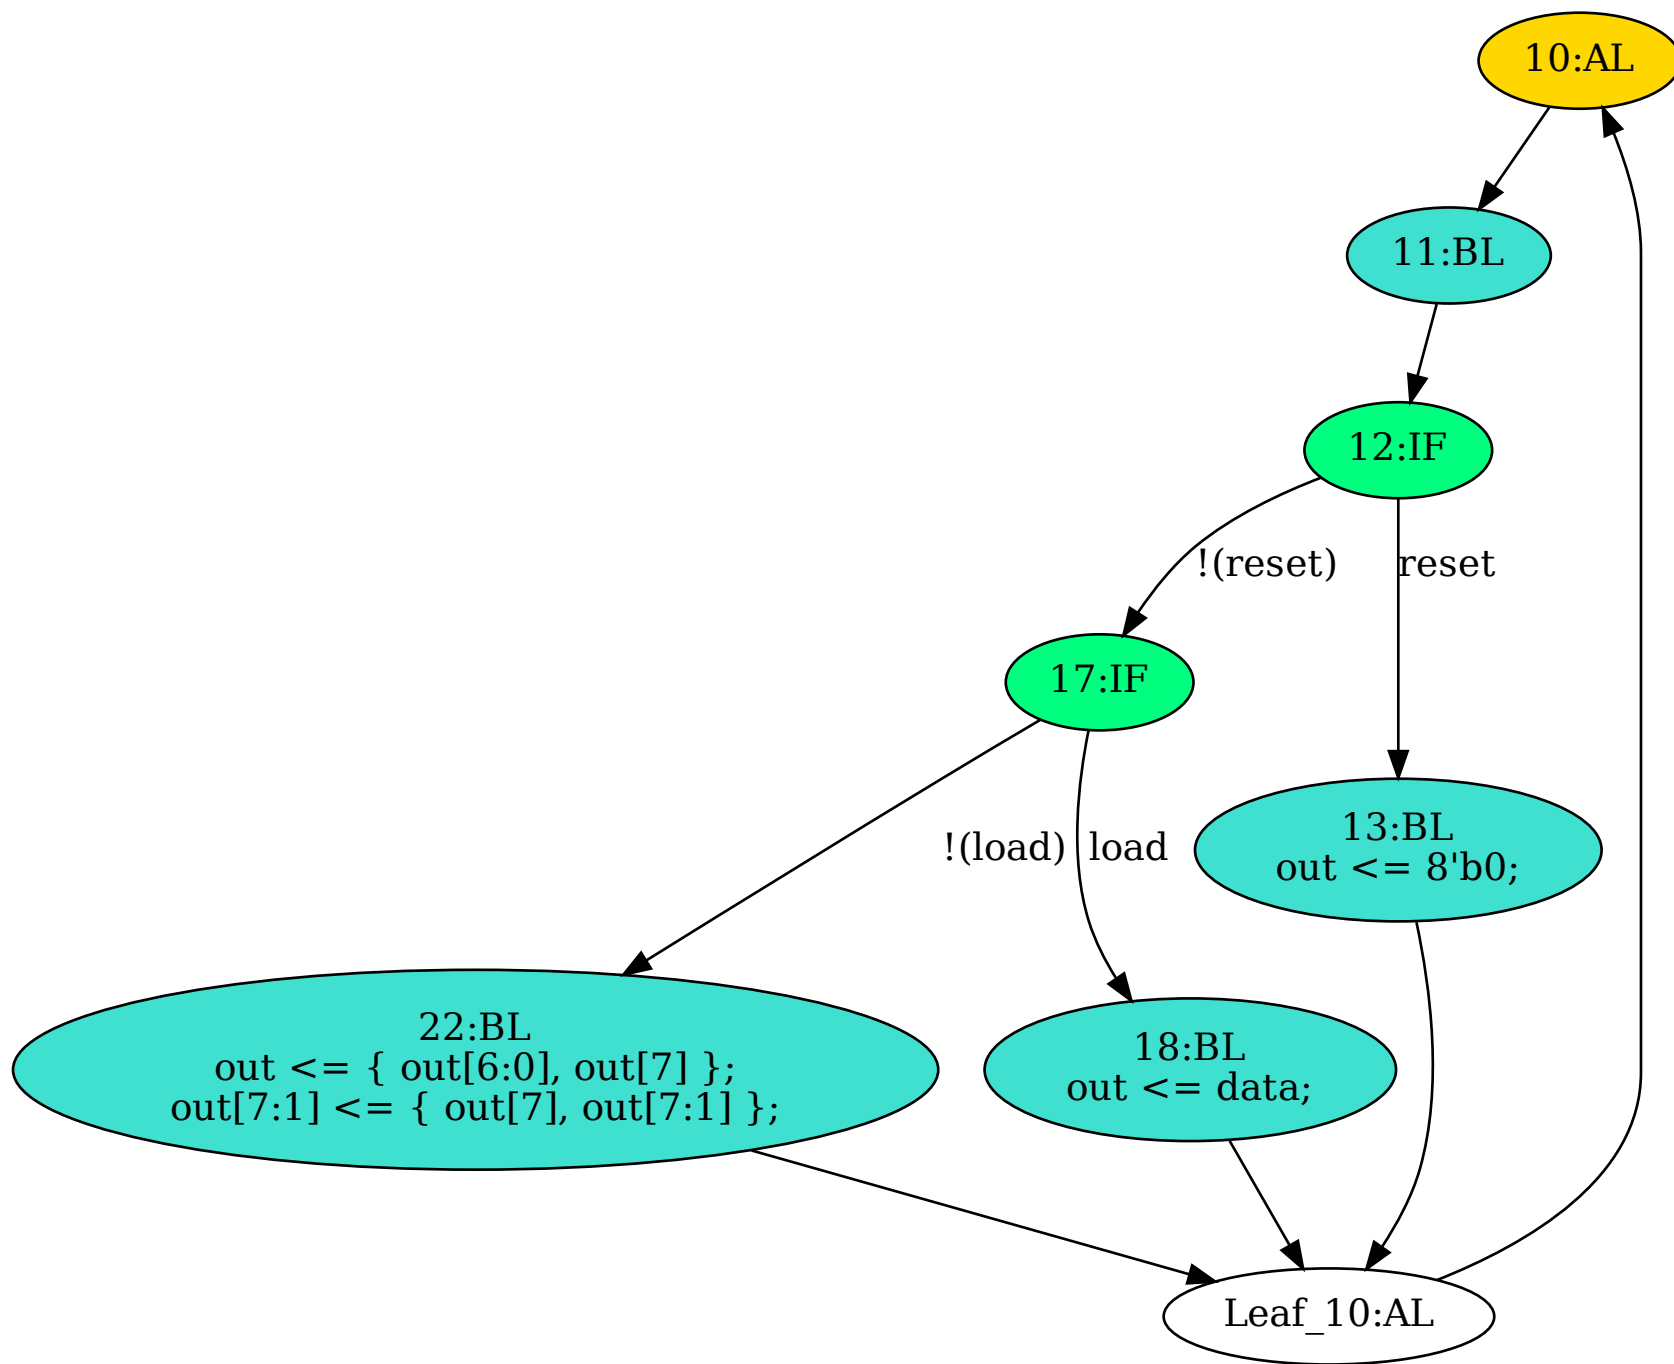 10:AL
11:BL
12:IF
!(reset)
reset
17:IF
!(load)
load
13:BL
out <= 8'b0;
22:BL
out <= { out[6:0], out[7] };
out[7:1] <= { out[7], out[7:1] };
18:BL
out <= data;
Leaf_10:AL